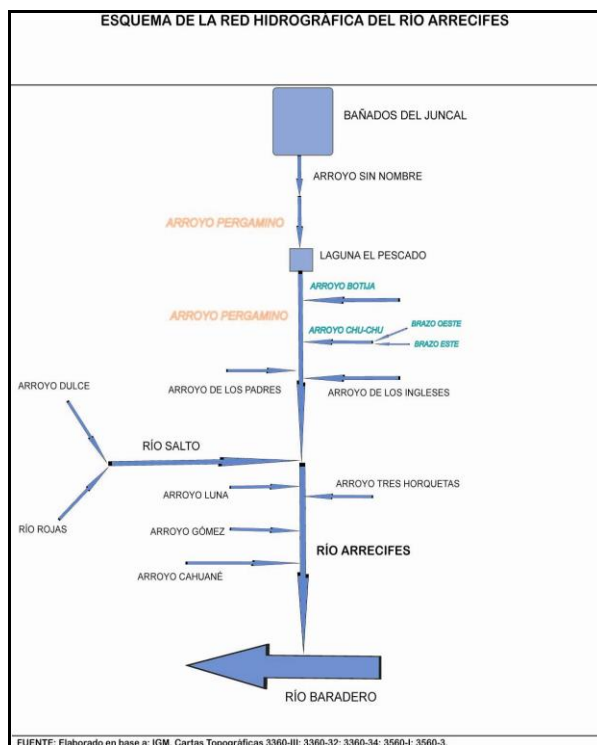 ESQUEMA DE LA RED HIDROGRÁFICA DEL RÍO ARRECIFES
BAÑADOS DEL JUNCAL
ARROYO SIN NOMBRE
ARROYO PERGAMINO
LAGUNA EL PESCADO
ARROYO BOTIJA
ARROYO PERGAMINO
ARROYO CHU-CHU
BRAZO OESTE
BRAZO ESTE
ARROYO DULCE
ARROYO DE LOS PADRES
ARROYO DE LOS INGLESES
RÍO SALTO
ARROYO LUNA
ARROYO TRES HORQUETAS
RÍO ROJAS
ARROYO GÓMEZ
RÍO ARRECIFES
ARROYO CAHUANÉ
RÍO BARADERO
FUENTE: Elaborado en base a: IGM. Cartas Topográficas 3360-III; 3360-32; 3360-34; 3560-I; 3560-3.